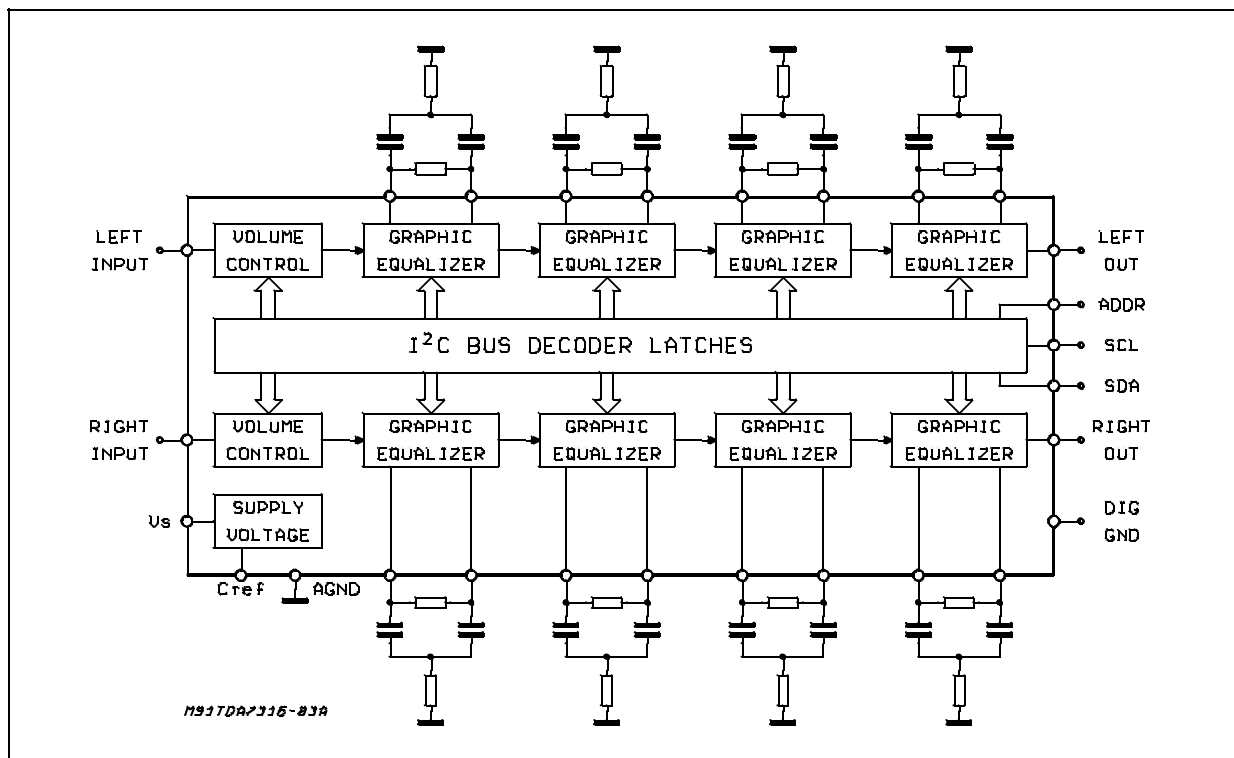 LEFT
INPUT
VOLUME
CONTROL
GRAPHIC
EQUALIZER
GRAPHIC
EQUALIZER
GRAPHIC
EQUALIZER
GRAPHIC
EQUALIZER
LEFT
OUT
ADDR
I²C BUS DECODER LATCHES
SCL
SDA
RIGHT
INPUT
VOLUME
CONTROL
GRAPHIC
EQUALIZER
GRAPHIC
EQUALIZER
GRAPHIC
EQUALIZER
GRAPHIC
EQUALIZER
RIGHT
OUT
Vs
SUPPLY
VOLTAGE
DIG
GND
Cref
AGND
M91TDA7316-03A